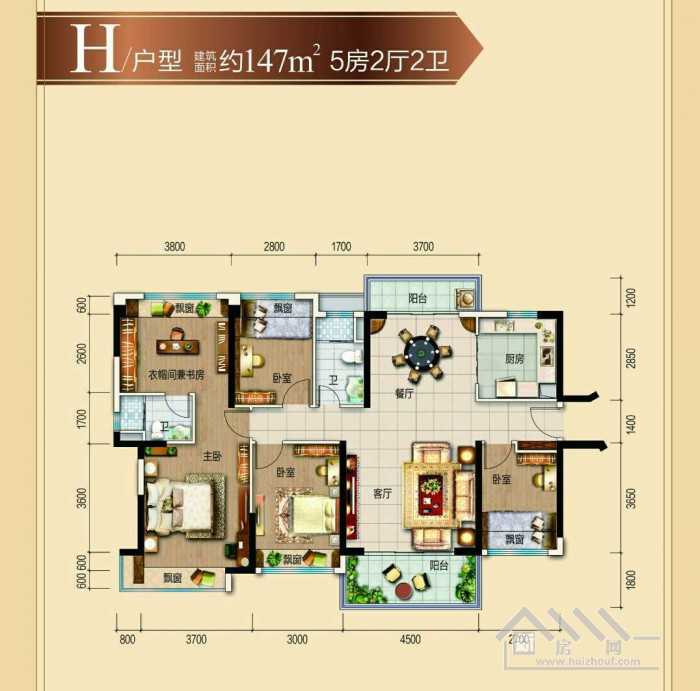 H/户型 建筑面积 约147m² 5房2厅2卫
3800 2800 1700 3700
600 2600 1700 3600 600 600
1200 2850 1400 3650 1800
飘窗 飘窗 阳台
衣帽间兼书房 卧室 卫 餐厅 厨房
卫
主卧 卧室 客厅 卧室
飘窗 飘窗 阳台 飘窗
800 3700 3000 4500
房 网
www.huizhouf.com